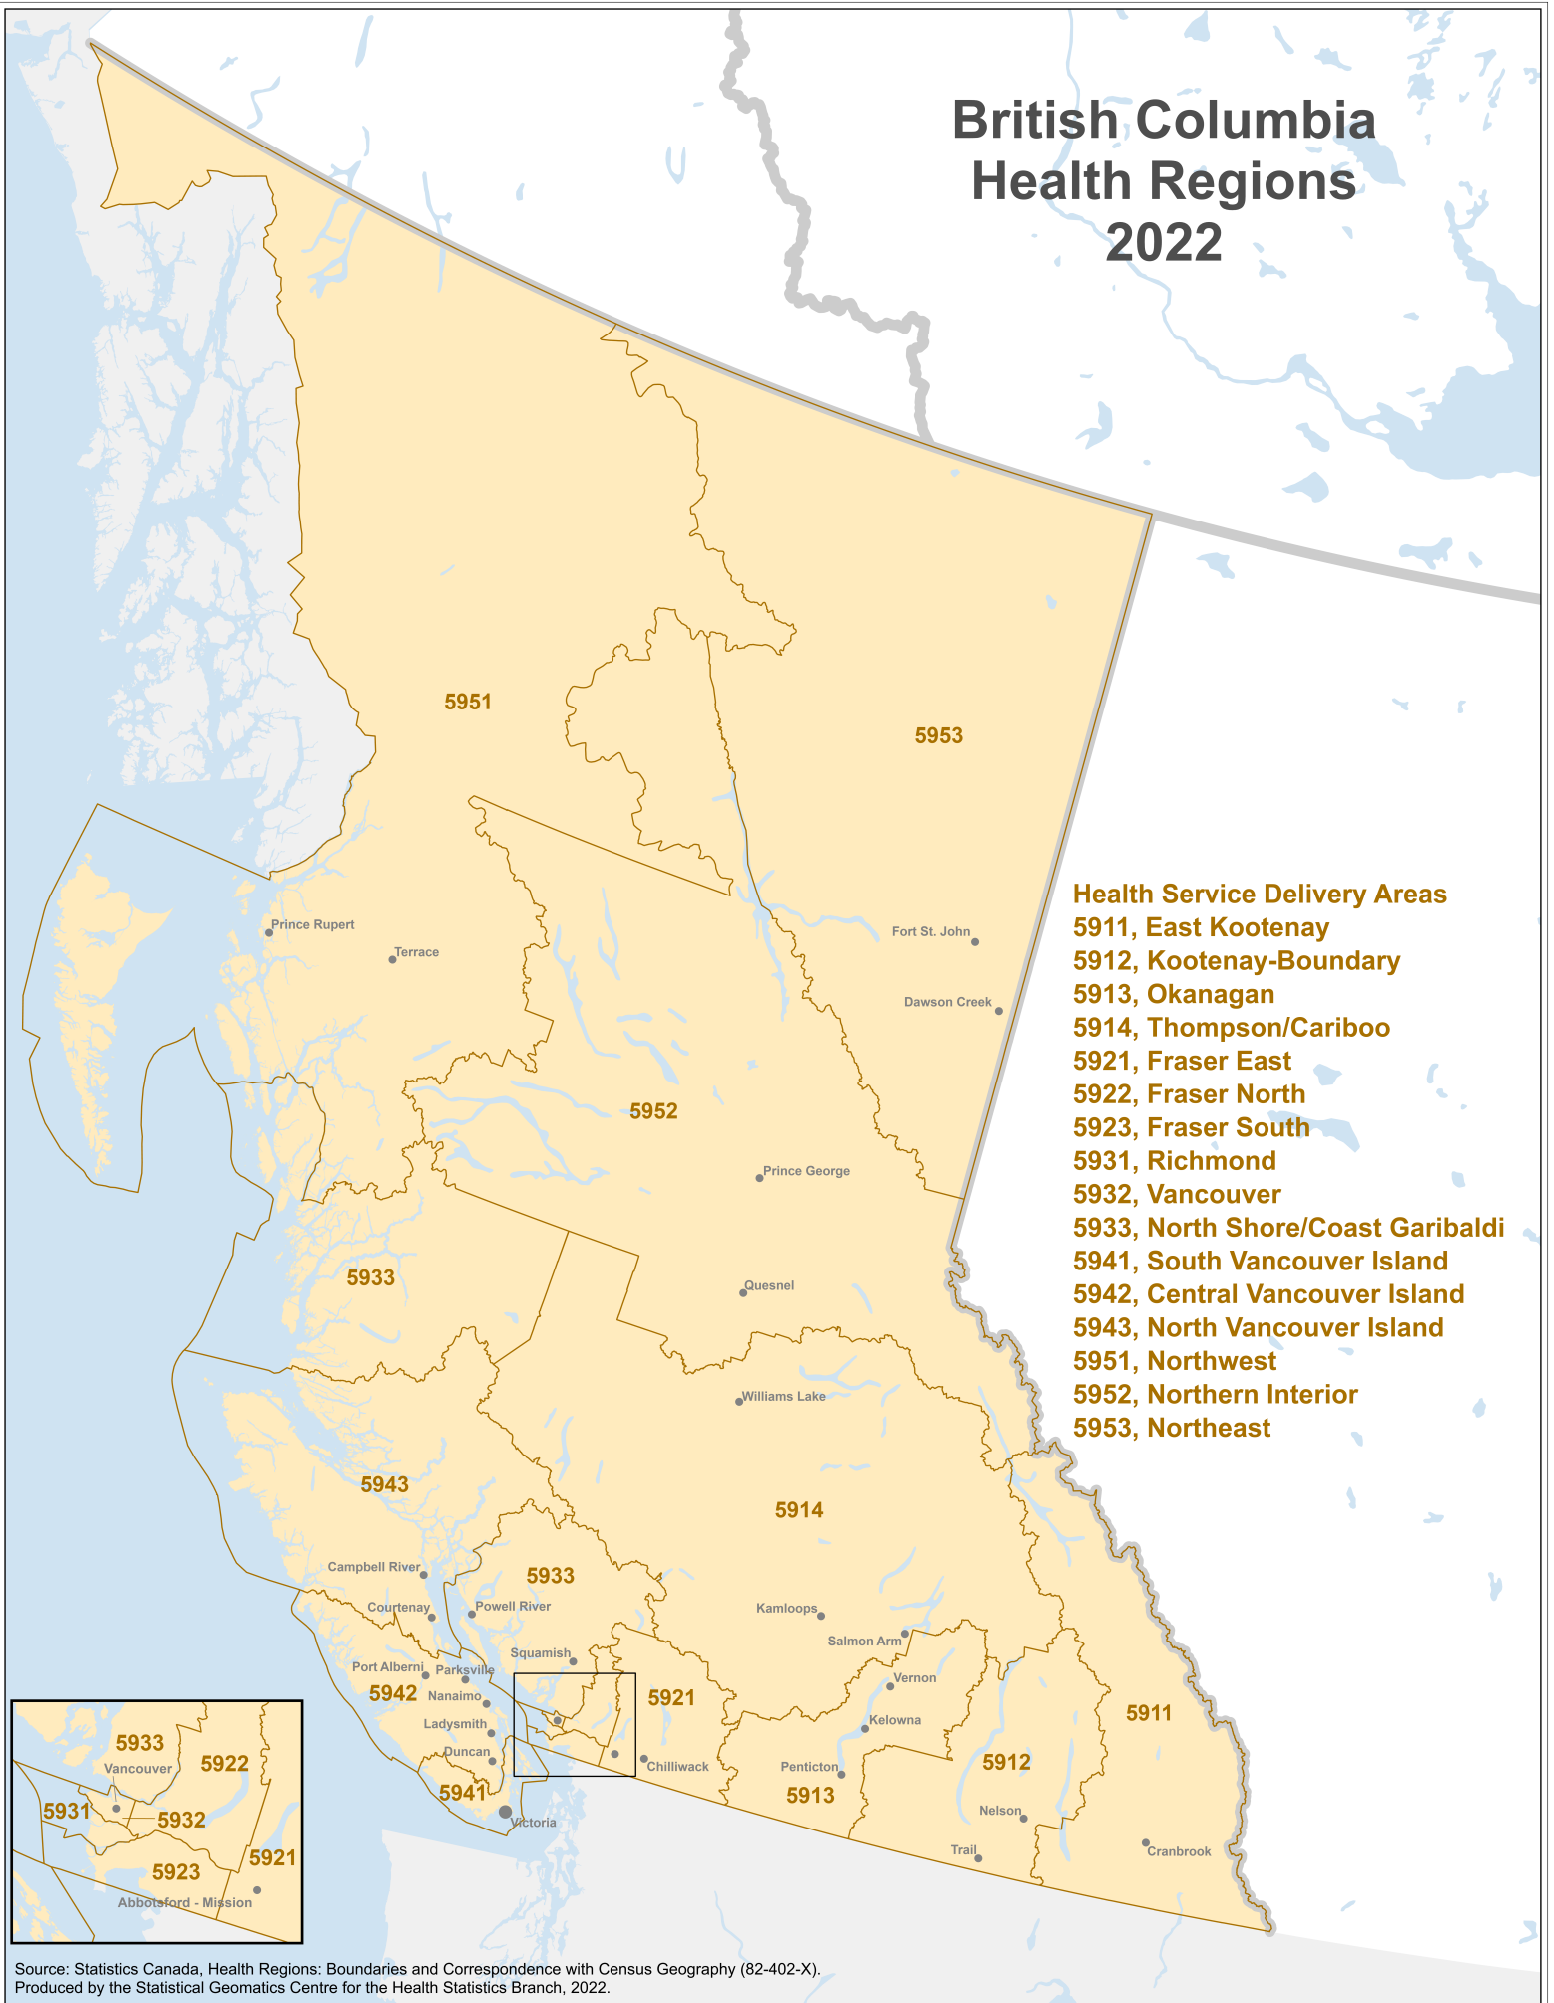 British Columbia
Health Regions
2022
5951
5953
Prince Rupert
Terrace
Fort St. John
Dawson Creek
Health Service Delivery Areas
5911, East Kootenay
5912, Kootenay-Boundary
5913, Okanagan
5914, Thompson/Cariboo
5921, Fraser East
5922, Fraser North
5923, Fraser South
5931, Richmond
5932, Vancouver
5933, North Shore/Coast Garibaldi
5941, South Vancouver Island
5942, Central Vancouver Island
5943, North Vancouver Island
5951, Northwest
5952, Northern Interior
5953, Northeast
5952
Prince George
5933
Quesnel
Williams Lake
5943
5914
Campbell River
5933
Courtenay
Powell River
Kamloops
Salmon Arm
Squamish
Port Alberni
Parksville
5942
Nanaimo
5921
Vernon
Ladysmith
Kelowna
5911
Duncan
Chilliwack
Penticton
5912
5941
5913
Victoria
Nelson
Trail
Cranbrook
5933
Vancouver
5922
5931
5932
5923
5921
Abbotsford - Mission
Source: Statistics Canada, Health Regions: Boundaries and Correspondence with Census Geography (82-402-X).
Produced by the Statistical Geomatics Centre for the Health Statistics Branch, 2022.